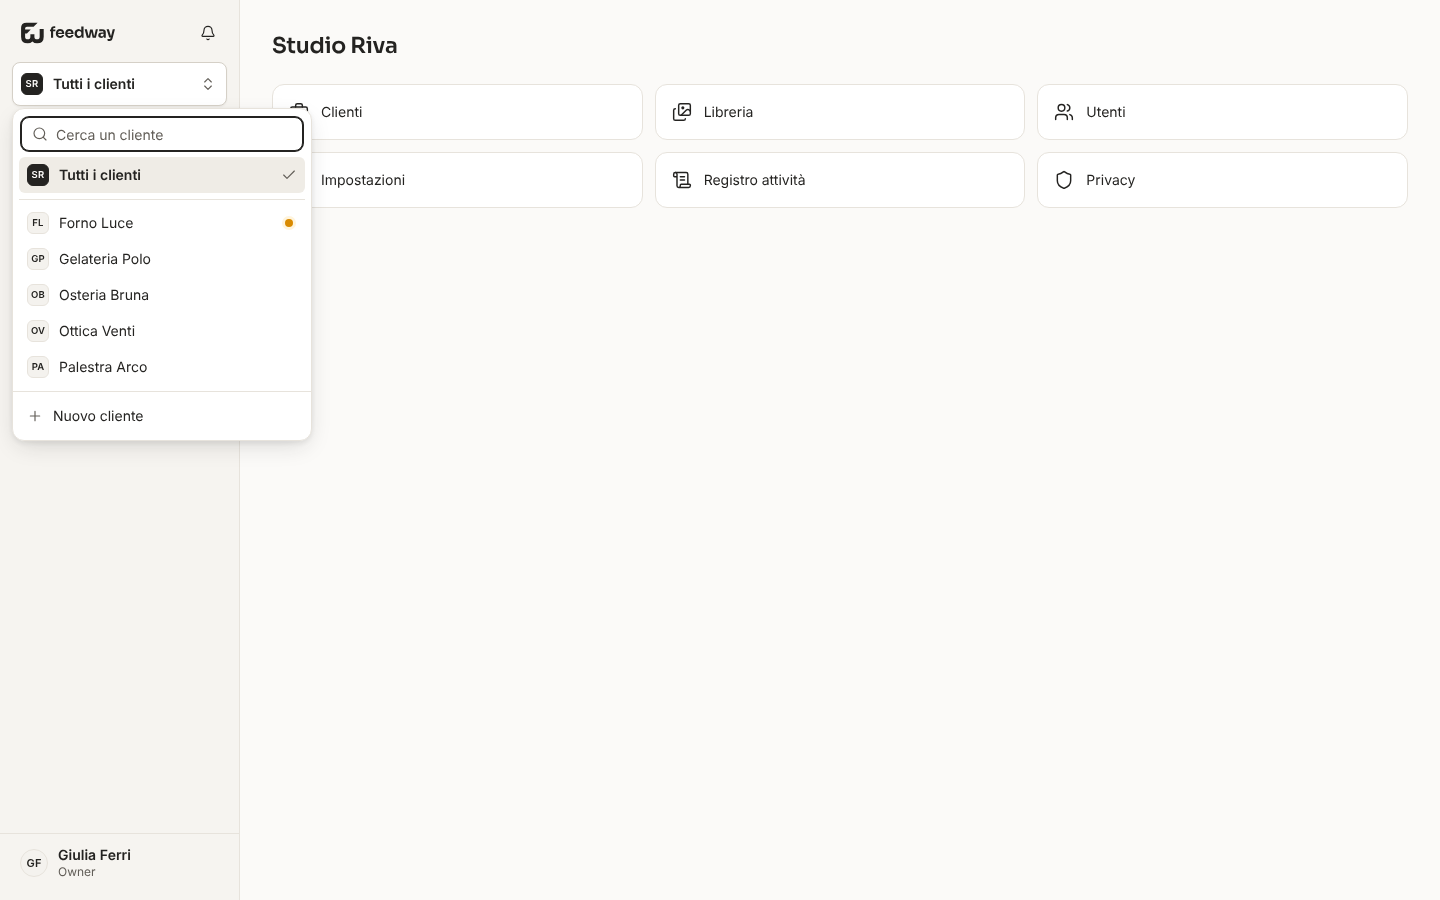 feedway
SR Tutti i clienti
Cerca un cliente
SR Tutti i clienti
FL Forno Luce
GP Gelateria Polo
OB Osteria Bruna
OV Ottica Venti
PA Palestra Arco
Nuovo cliente
GF Giulia Ferri
Owner
Studio Riva
Clienti
Libreria
Utenti
Impostazioni
Registro attività
Privacy